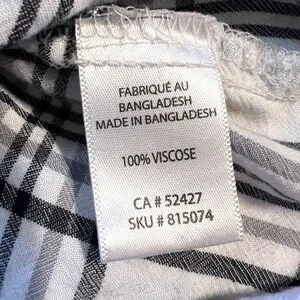 FABRIQUÉ AU
BANGLADESH
MADE IN BANGLADESH
100% VISCOSE
CA # 52427
SKU # 815074